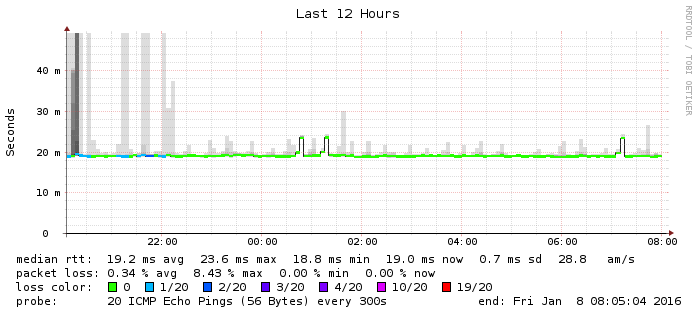 Last 12 Hours
RRDTOOL / TOBI OETIKER
Seconds
40 m
30 m
20 m
10 m
0
22:00 00:00 02:00 04:00 06:00 08:00
median rtt: 19.2 ms avg 23.6 ms max 18.8 ms min 19.0 ms now 0.7 ms sd 28.8 am/s
packet loss: 0.34 % avg 8.43 % max 0.00 % min 0.00 % now
loss color: 0 1/20 2/20 3/20 4/20 10/20 19/20
probe: 20 ICMP Echo Pings (56 Bytes) every 300s end: Fri Jan 8 08:05:04 2016